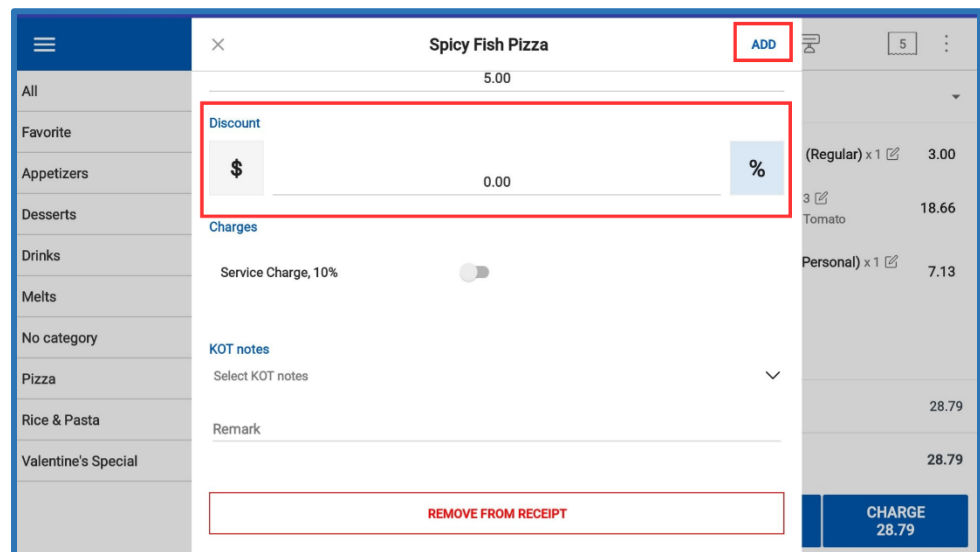 Spicy Fish Pizza
ADD
5
All
Favorite
Appetizers
Desserts
Drinks
Melts
No category
Pizza
Rice & Pasta
Valentine's Special
5.00
Discount
$
0.00
%
Charges
Service Charge, 10%
KOT notes
Select KOT notes
Remark
REMOVE FROM RECEIPT
(Regular) x 1 3.00
3
Tomato
18.66
Personal) x 1 7.13
28.79
28.79
CHARGE
28.79